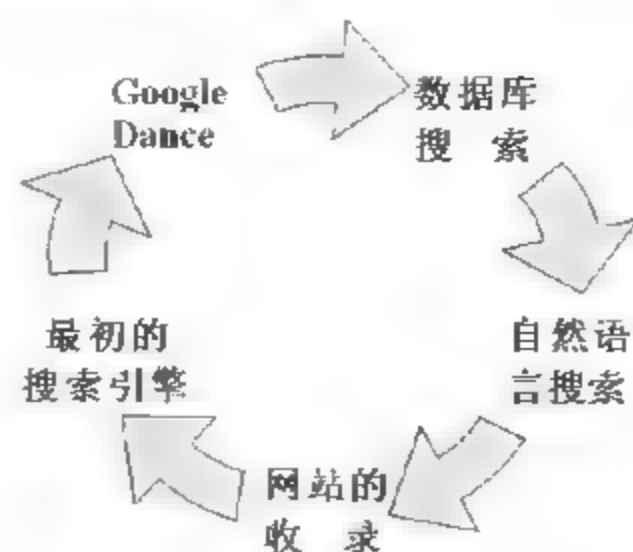 Google
Dance
数据库
搜 索
自然语
言搜索
网站的
收 录
最初的
搜索引擎